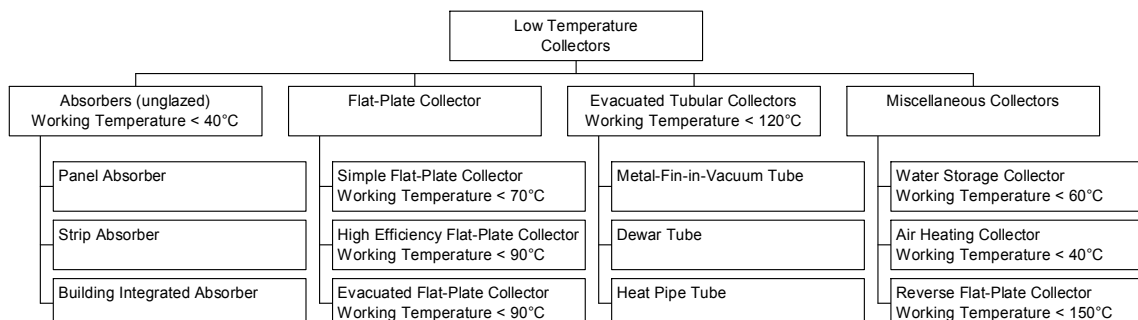 Low Temperature
Collectors
Absorbers (unglazed)
Working Temperature < 40°C
Panel Absorber
Strip Absorber
Building Integrated Absorber
Flat-Plate Collector
Simple Flat-Plate Collector
Working Temperature < 70°C
High Efficiency Flat-Plate Collector
Working Temperature < 90°C
Evacuated Flat-Plate Collector
Working Temperature < 90°C
Evacuated Tubular Collectors
Working Temperature < 120°C
Metal-Fin-in-Vacuum Tube
Dewar Tube
Heat Pipe Tube
Miscellaneous Collectors
Water Storage Collector
Working Temperature < 60°C
Air Heating Collector
Working Temperature < 40°C
Reverse Flat-Plate Collector
Working Temperature < 150°C